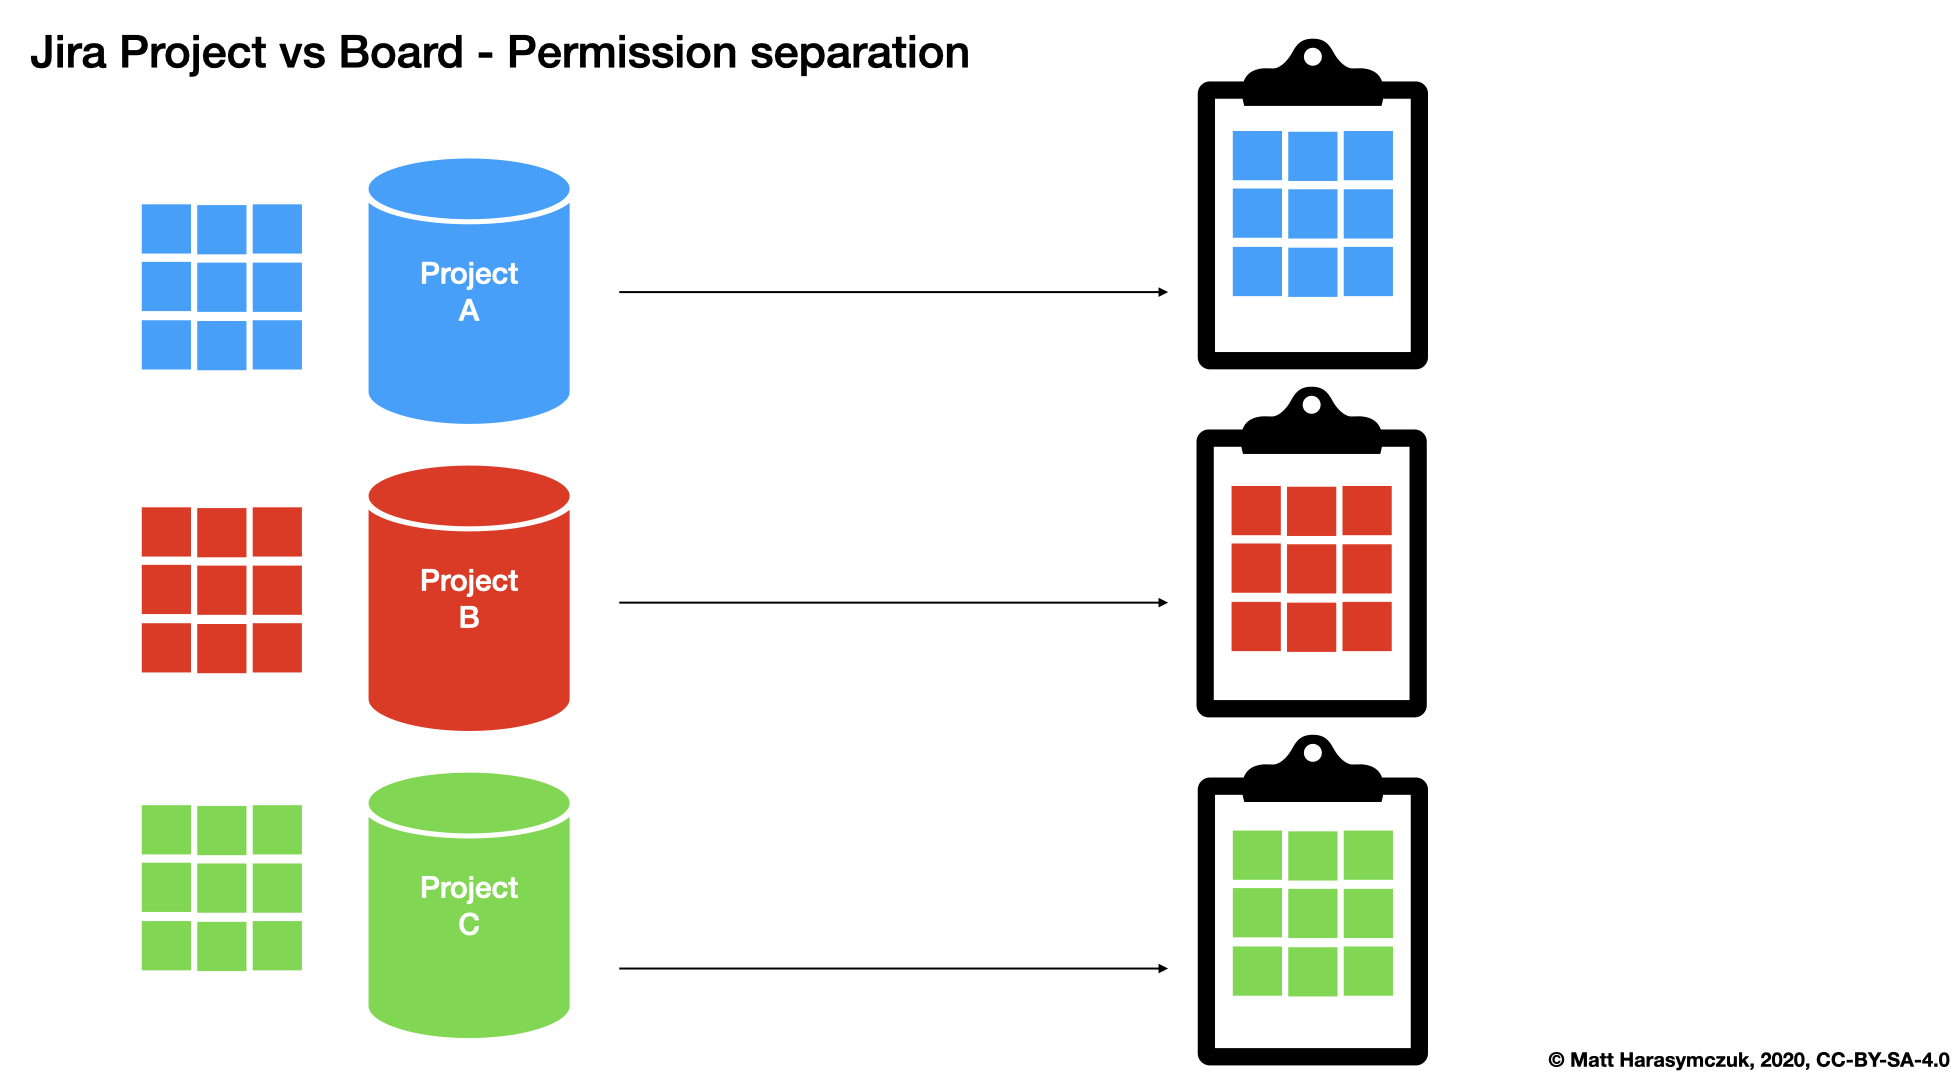 Jira Project vs Board - Permission separation
Project
A
Project
B
Project
C
© Matt Harasymczuk, 2020, CC-BY-SA-4.0